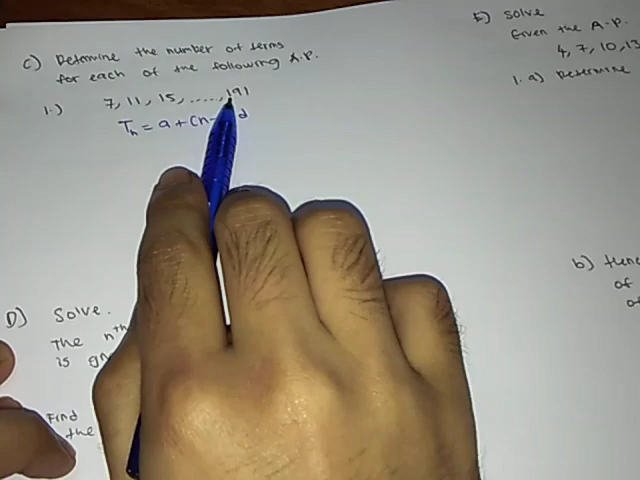 C) Determine the number of terms
for each of the following A.P.
1.) 7, 11, 15, ....., 191
Tn = a + (n - d
D) Solve.
The nth
is
Find
the
E) Solve
Given the A.P.
4, 7, 10, 13
1. a) Determine
b) Hence
of
of